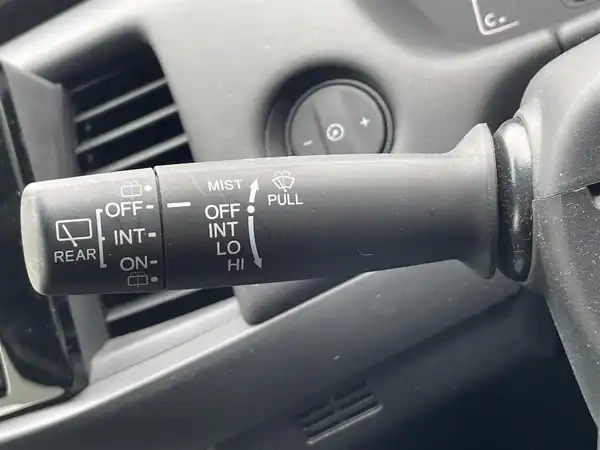 C
OFF
INT
ON
REAR
MIST
OFF
INT
LO
HI
PULL
- +